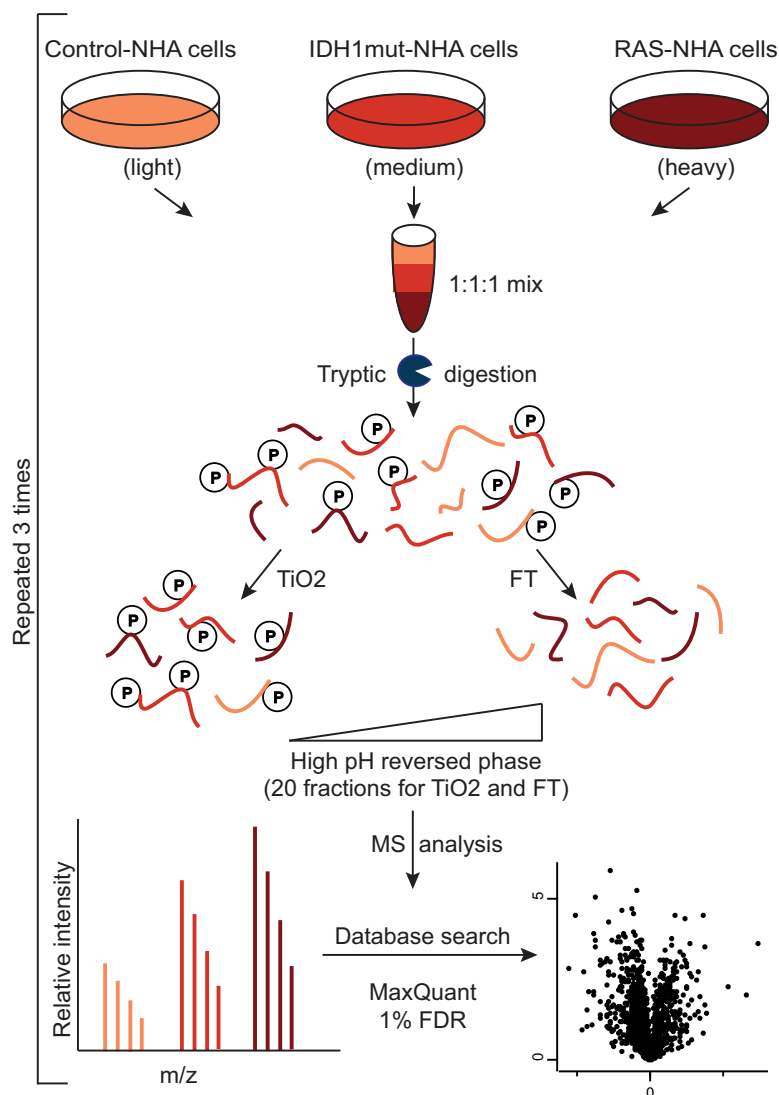 Control-NHA cells
IDH1mut-NHA cells
RAS-NHA cells
(light)
(medium)
(heavy)
1:1:1 mix
Tryptic digestion
P
P
P
P
P
P
P
P
P
Repeated 3 times
TiO2
FT
P
P
P
P
P
P
P
High pH reversed phase
(20 fractions for TiO2 and FT)
MS analysis
Relative intensity
m/z
Database search
MaxQuant
1% FDR
5
0
0